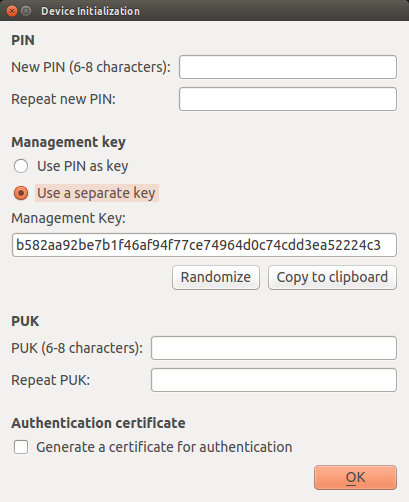 Device Initialization
PIN
New PIN (6-8 characters):
Repeat new PIN:
Management key
Use PIN as key
Use a separate key
Management Key:
b582aa92be7b1f46af94f77ce74964d0c74cdd3ea52224c3
Randomize Copy to clipboard
PUK
PUK (6-8 characters):
Repeat PUK:
Authentication certificate
Generate a certificate for authentication
OK